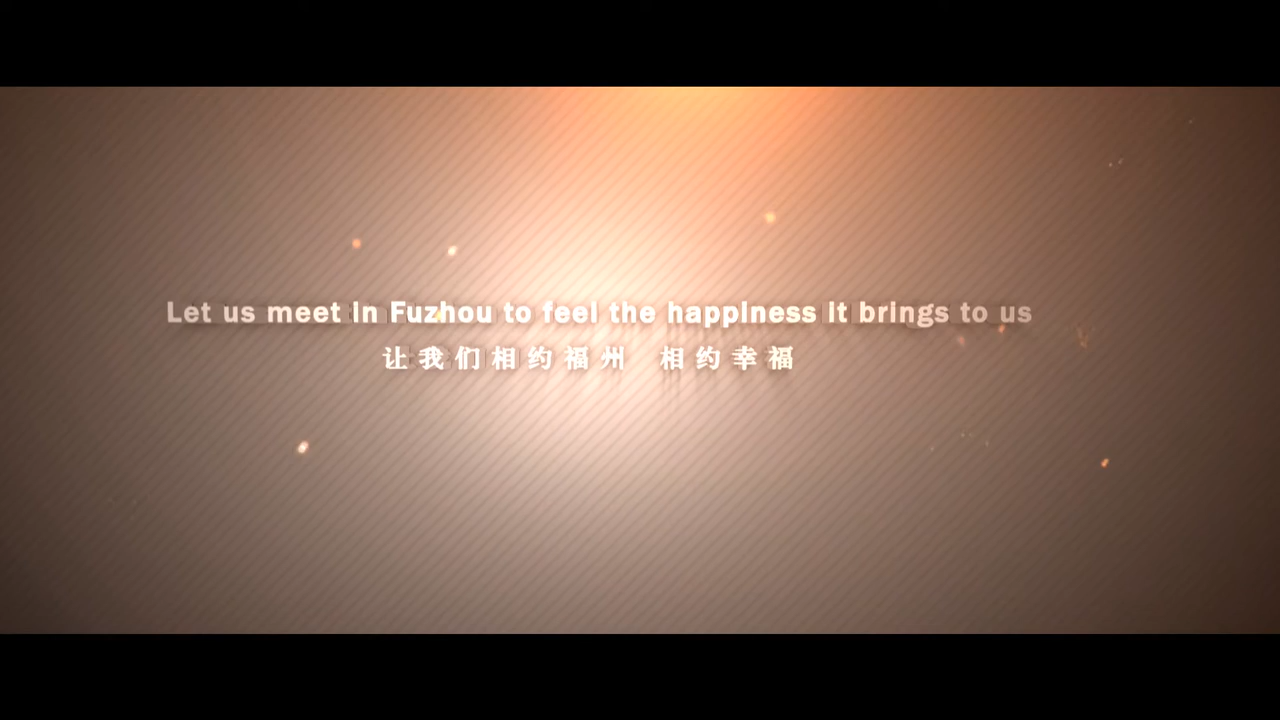 Let us meet in Fuzhou to feel the happiness it brings to us
让我们相约福州 相约幸福